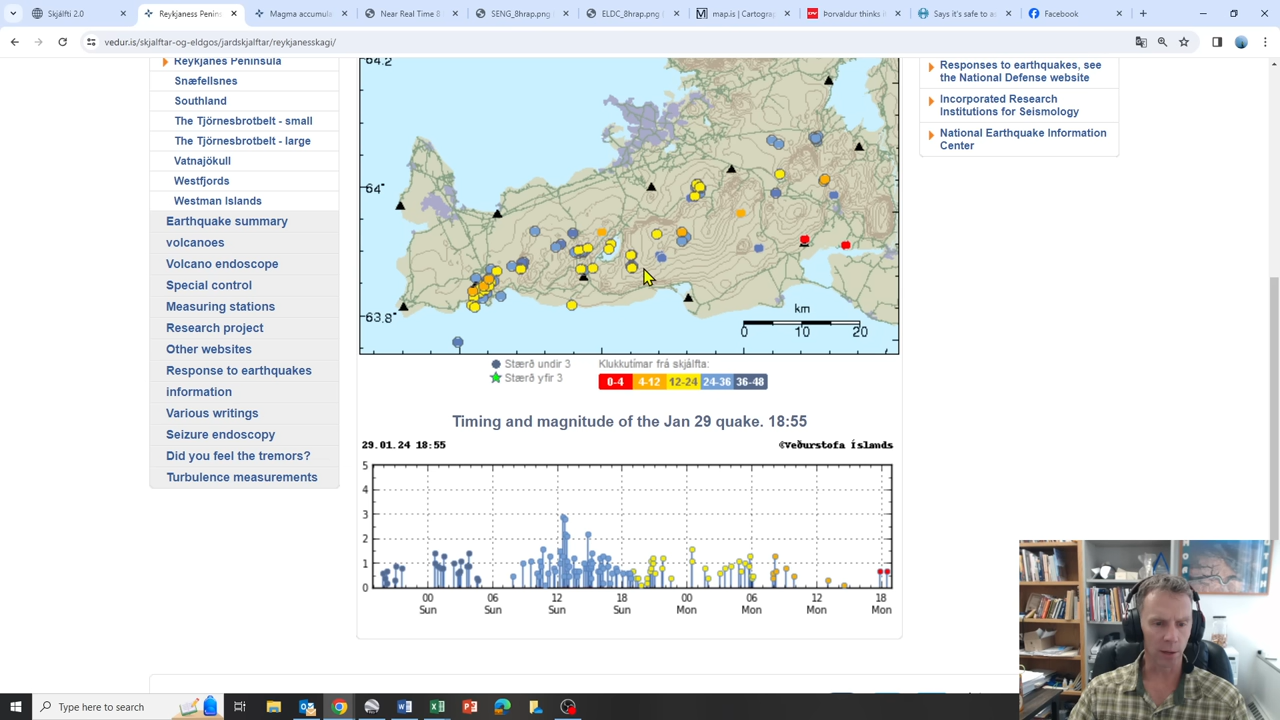 Skjálfti 2.0
Reykjaness Penin
Magma accumula
Near Real Time B
SENG_8hrap.png (
ELDC_8hrap.png (
map.is | Cartograp
Þorvaldur thinks i
Says it's safe to as
Facebook
vedur.is/skjalftar-og-eldgos/jardskjalftar/reykjanesskagi/
Reykjanes Peninsula
Snæfellsnes
Southland
The Tjörnesbrotbelt - small
The Tjörnesbrotbelt - large
Vatnajökull
Westfjords
Westman Islands
Earthquake summary
volcanoes
Volcano endoscope
Special control
Measuring stations
Research project
Other websites
Response to earthquakes
information
Various writings
Seizure endoscopy
Did you feel the tremors?
Turbulence measurements
64.2
64°
63.8°
km
0 10 20
Stærð undir 3
Stærð yfir 3
Klukkutímar frá skjálfta:
0-4 4-12 12-24 24-36 36-48
Timing and magnitude of the Jan 29 quake. 18:55
29.01.24 18:55
©Veðurstofa Íslands
5
4
3
2
1
0
00 06 12 18 00 06 12 18
Sun Sun Sun Sun Mon Mon Mon Mon
Responses to earthquakes, see
the National Defense website
Incorporated Research
Institutions for Seismology
National Earthquake Information
Center
Type here to search